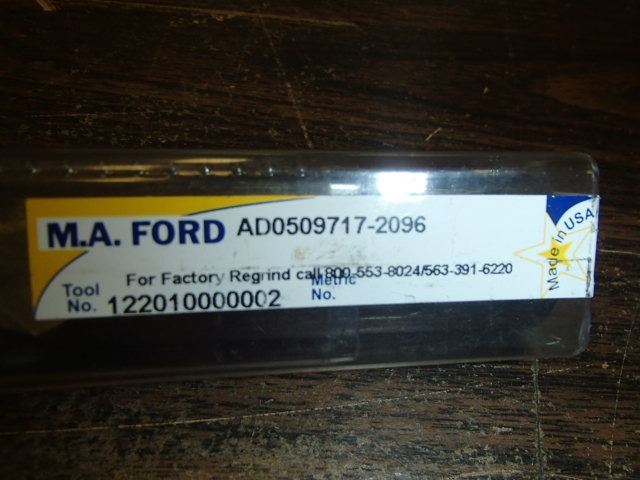 M.A. FORD AD0509717-2096
For Factory Regrind call 800-553-8024/563-391-6220
Tool No. 122010000002
Metric No.
Made in USA